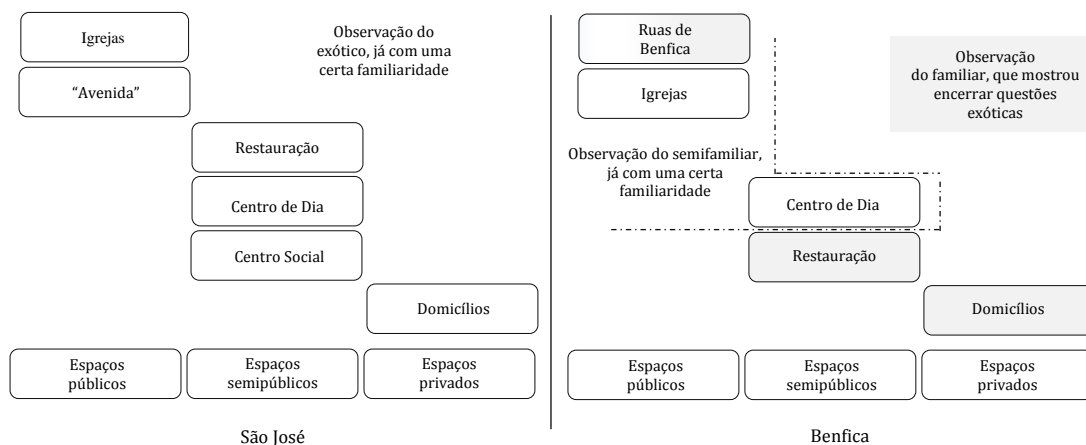 Igrejas
“Avenida”
Observação do
exótico, já com uma
certa familiaridade
Restauração
Centro de Dia
Centro Social
Domicílios
Espaços
públicos
Espaços
semipúblicos
Espaços
privados
São José
Ruas de
Benfica
Igrejas
Observação
do familiar, que mostrou
encerrar questões
exóticas
Observação do semifamiliar,
já com uma certa
familiaridade
Centro de Dia
Restauração
Domicílios
Espaços
públicos
Espaços
semipúblicos
Espaços
privados
Benfica